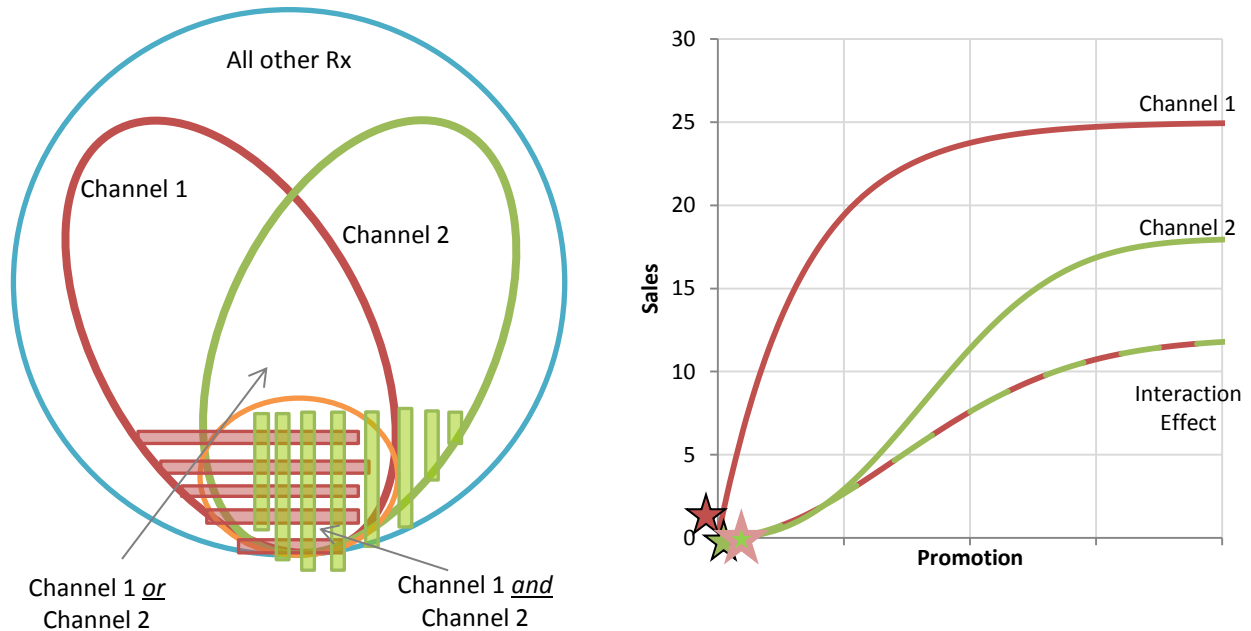 All other Rx
Channel 1
Channel 2
Channel 1 or
Channel 2
Channel 1 and
Channel 2
30
25
20
15
10
5
0
Sales
Promotion
Channel 1
Channel 2
Interaction
Effect